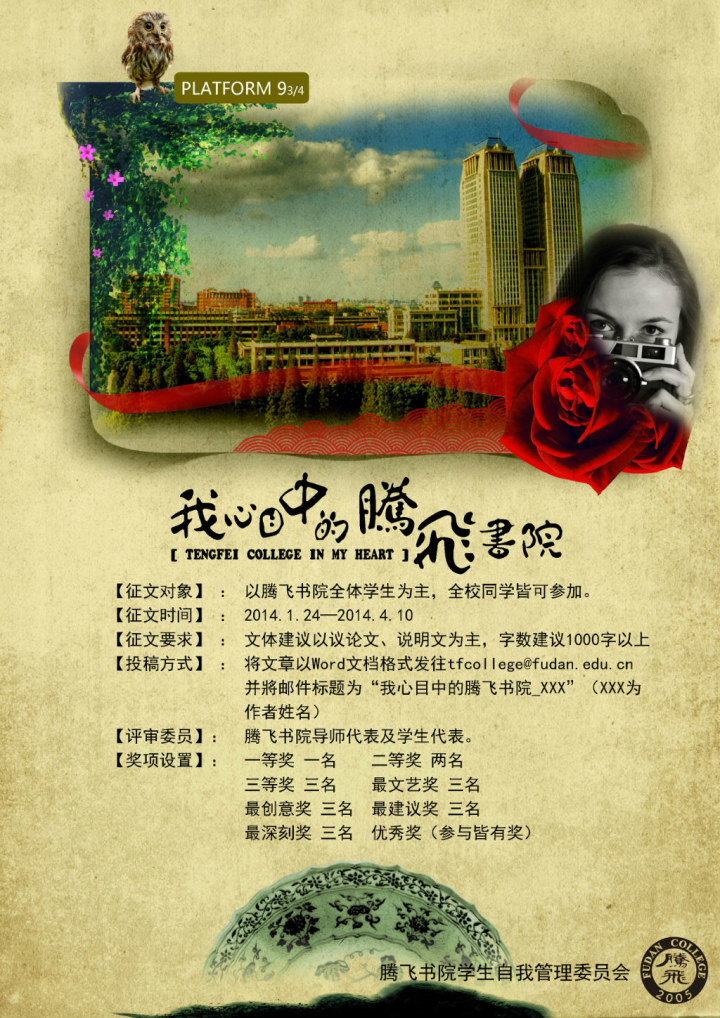 PLATFORM 93/4
我心目中的腾飛書院
[ TENGFEI COLLEGE IN MY HEART ]
【征文对象】： 以腾飞书院全体学生为主，全校同学皆可参加。
【征文时间】： 2014.1.24—2014.4.10
【征文要求】： 文体建议以议论文、说明文为主，字数建议1000字以上
【投稿方式】： 将文章以Word文档格式发往tfcollege@fudan.edu.cn
并將邮件标题为“我心目中的腾飞书院_XXX”（XXX为
作者姓名）
【评审委员】： 腾飞书院导师代表及学生代表。
【奖项设置】： 一等奖 一名 二等奖 两名
三等奖 三名 最文艺奖 三名
最创意奖 三名 最建议奖 三名
最深刻奖 三名 优秀奖（参与皆有奖）
腾飞书院学生自我管理委员会
FUDAN COLLEGE
騰飛
2005